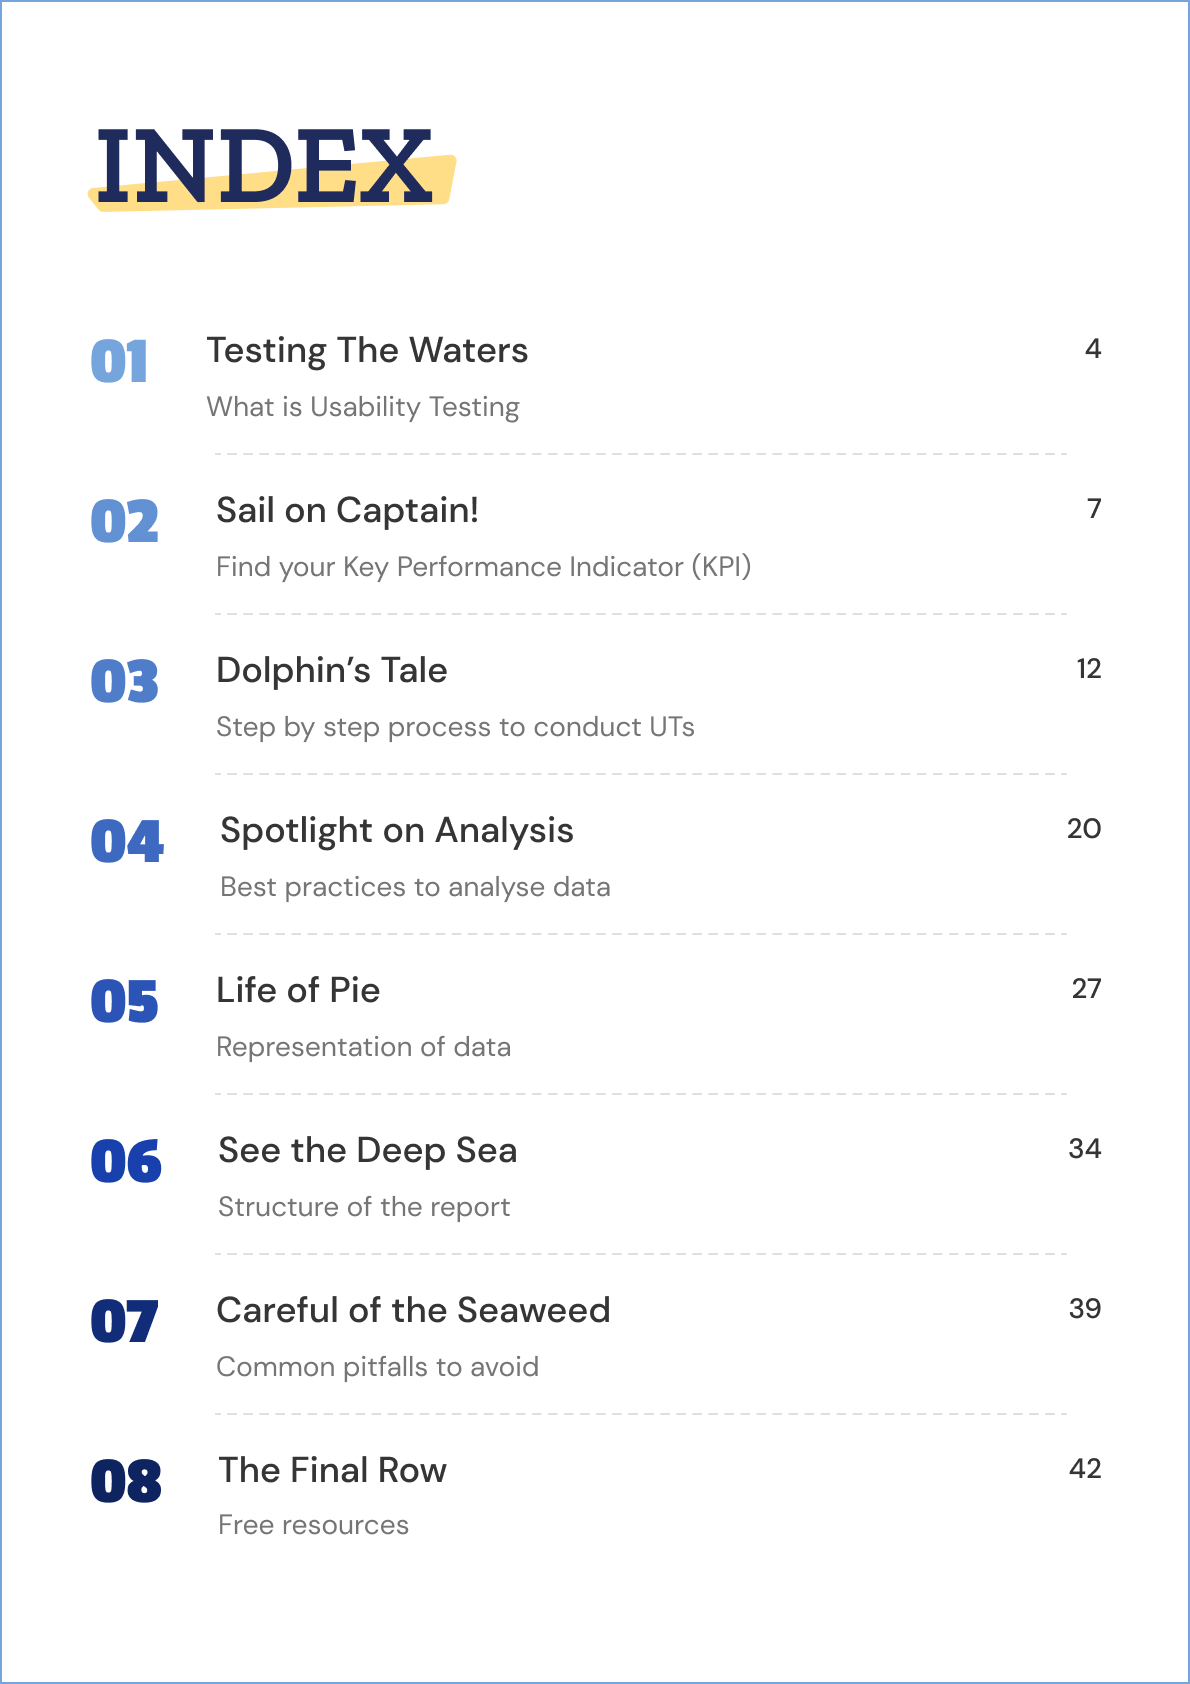 INDEX
01 Testing The Waters 4
What is Usability Testing
02 Sail on Captain! 7
Find your Key Performance Indicator (KPI)
03 Dolphin’s Tale 12
Step by step process to conduct UTs
04 Spotlight on Analysis 20
Best practices to analyse data
05 Life of Pie 27
Representation of data
06 See the Deep Sea 34
Structure of the report
07 Careful of the Seaweed 39
Common pitfalls to avoid
08 The Final Row 42
Free resources